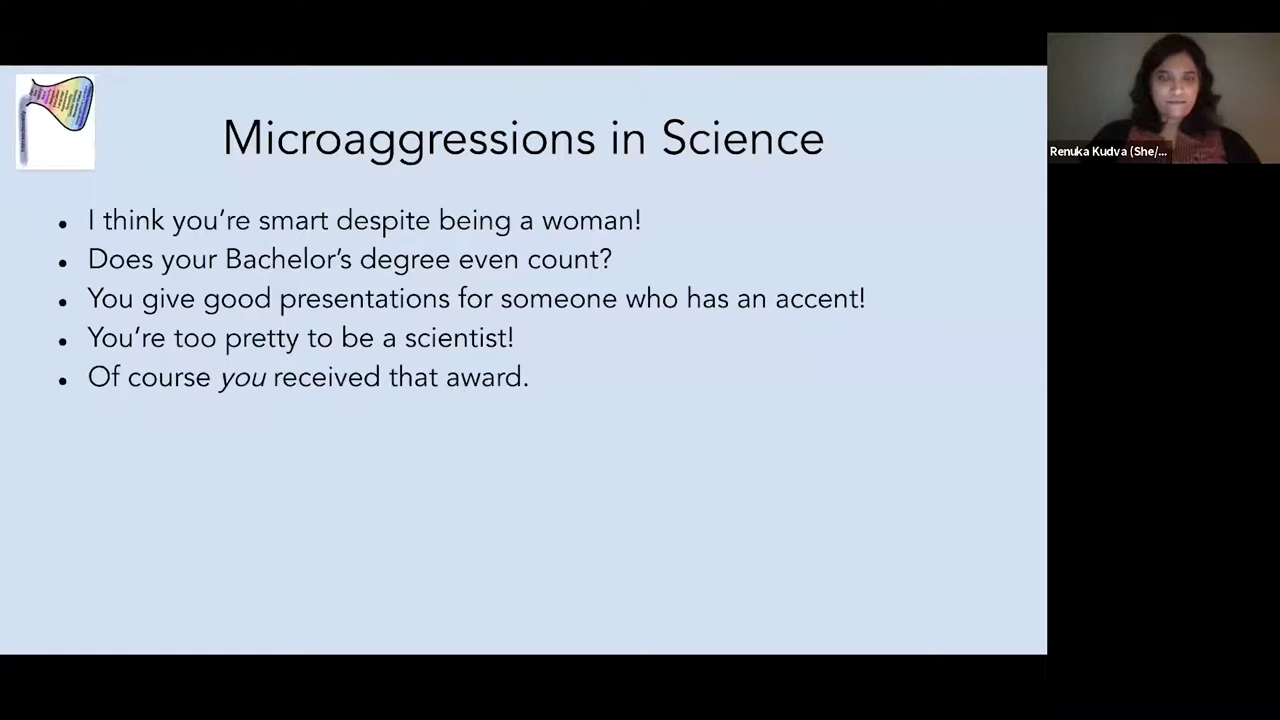 Microaggressions in Science
• I think you're smart despite being a woman!
• Does your Bachelor's degree even count?
• You give good presentations for someone who has an accent!
• You're too pretty to be a scientist!
• Of course you received that award.
Renuka Kudva (She/...